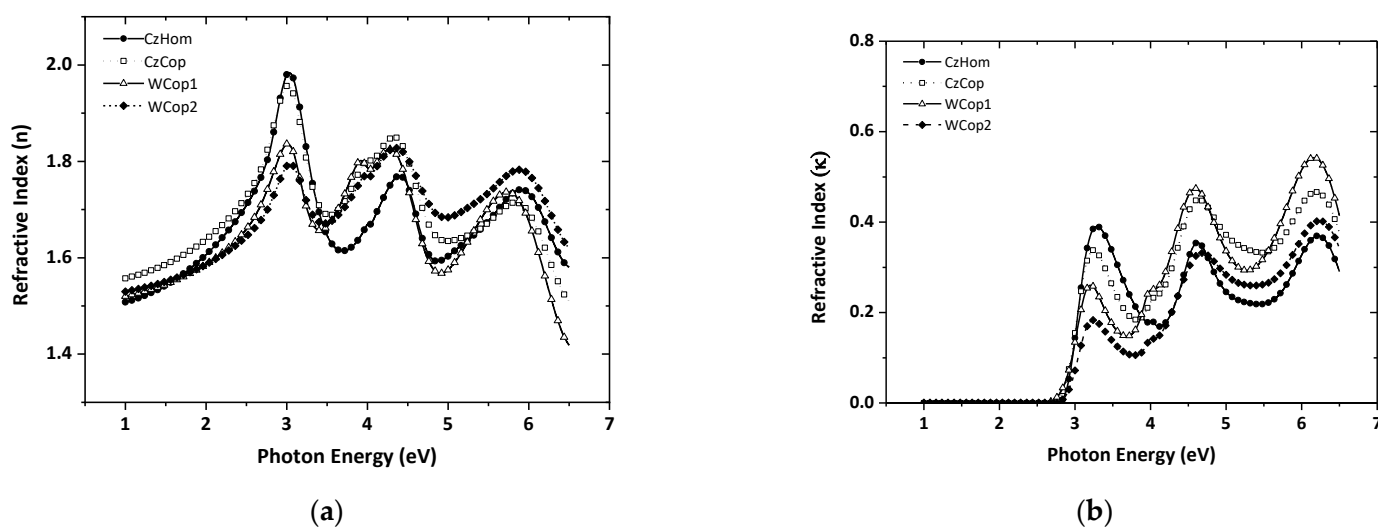 CzHom
CzCop
WCop1
WCop2
2.0
1.8
1.6
1.4
Refractive Index (n)
1 2 3 4 5 6 7
Photon Energy (eV)
(a)
0.8
CzHom
CzCop
WCop1
WCop2
0.6
0.4
0.2
0.0
Refractive Index (κ)
1 2 3 4 5 6 7
Photon Energy (eV)
(b)